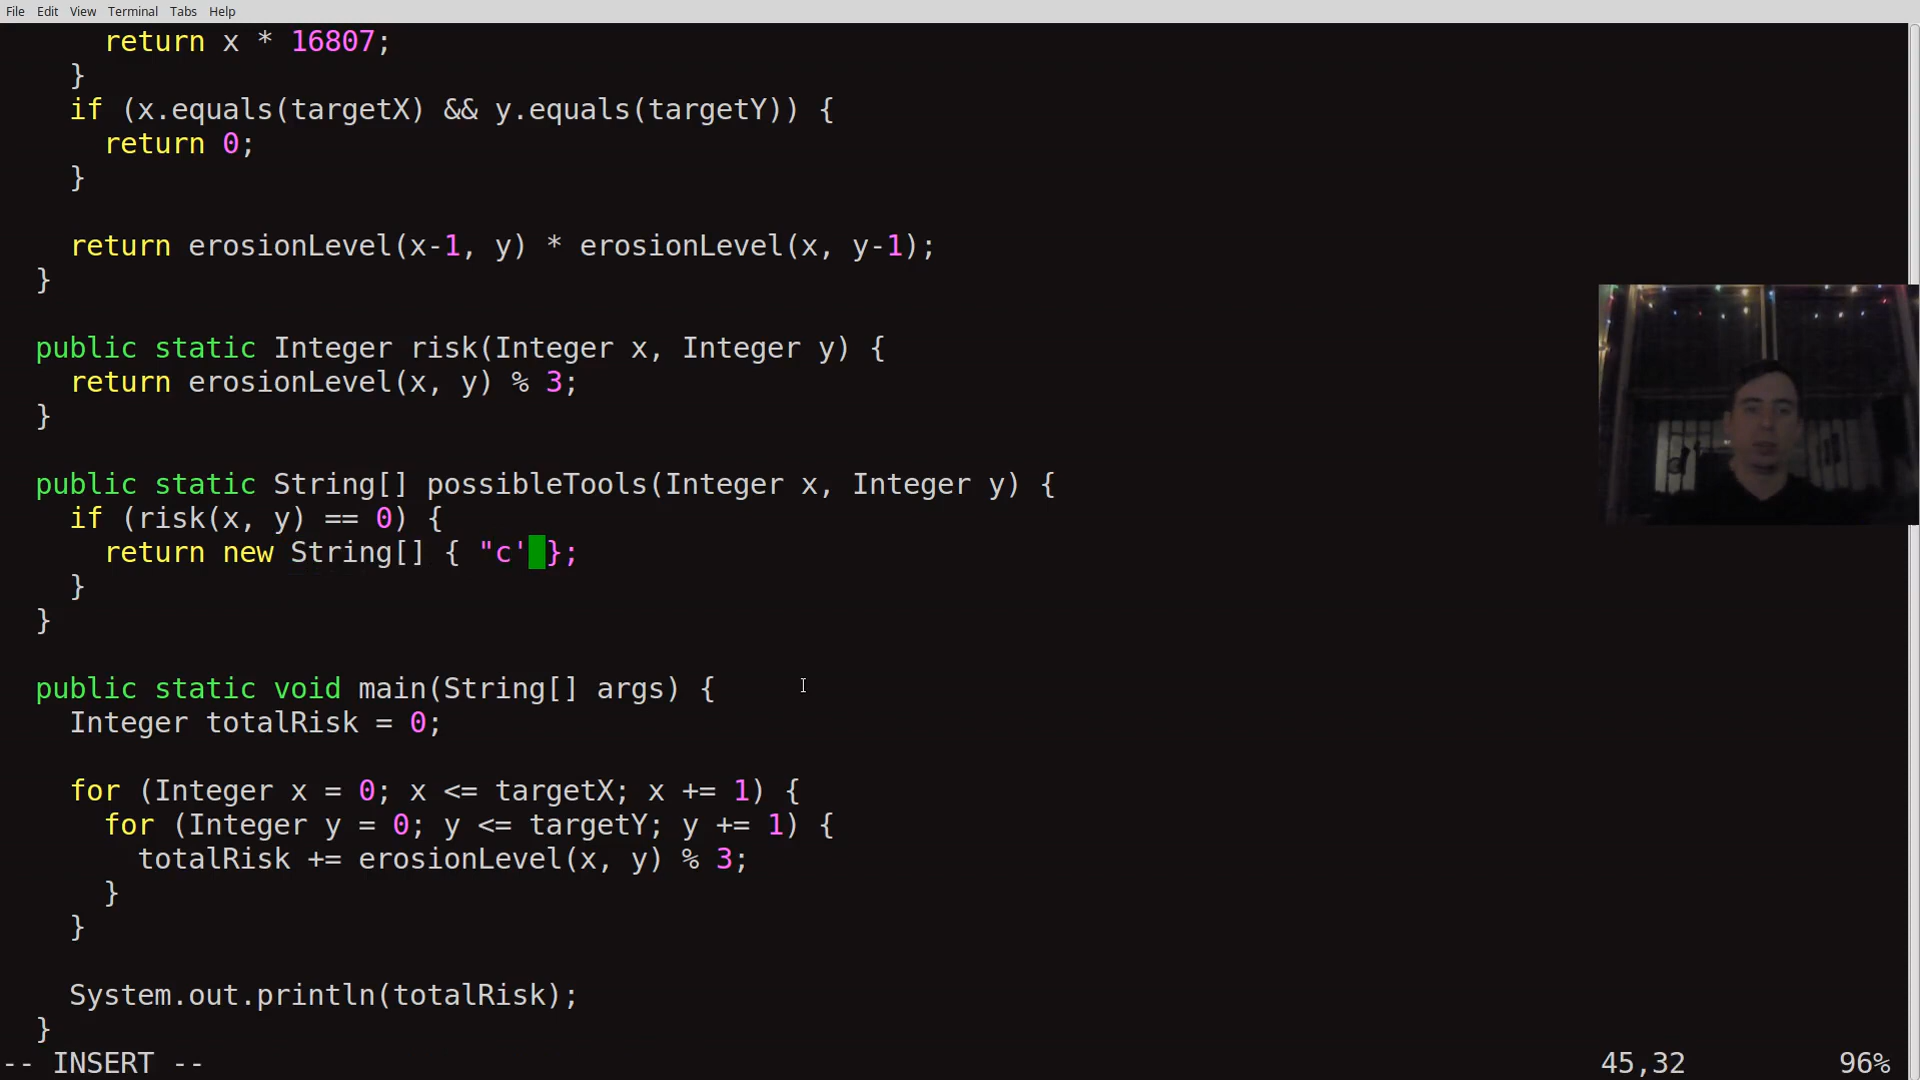 File Edit View Terminal Tabs Help
      return x * 16807;
    }
    if (x.equals(targetX) && y.equals(targetY)) {
      return 0;
    }

    return erosionLevel(x-1, y) * erosionLevel(x, y-1);
  }

  public static Integer risk(Integer x, Integer y) {
    return erosionLevel(x, y) % 3;
  }

  public static String[] possibleTools(Integer x, Integer y) {
    if (risk(x, y) == 0) {
      return new String[] { "c' };
    }
  }

  public static void main(String[] args) {
    Integer totalRisk = 0;

    for (Integer x = 0; x <= targetX; x += 1) {
      for (Integer y = 0; y <= targetY; y += 1) {
        totalRisk += erosionLevel(x, y) % 3;
      }
    }

    System.out.println(totalRisk);
  }
-- INSERT -- 45,32 96%